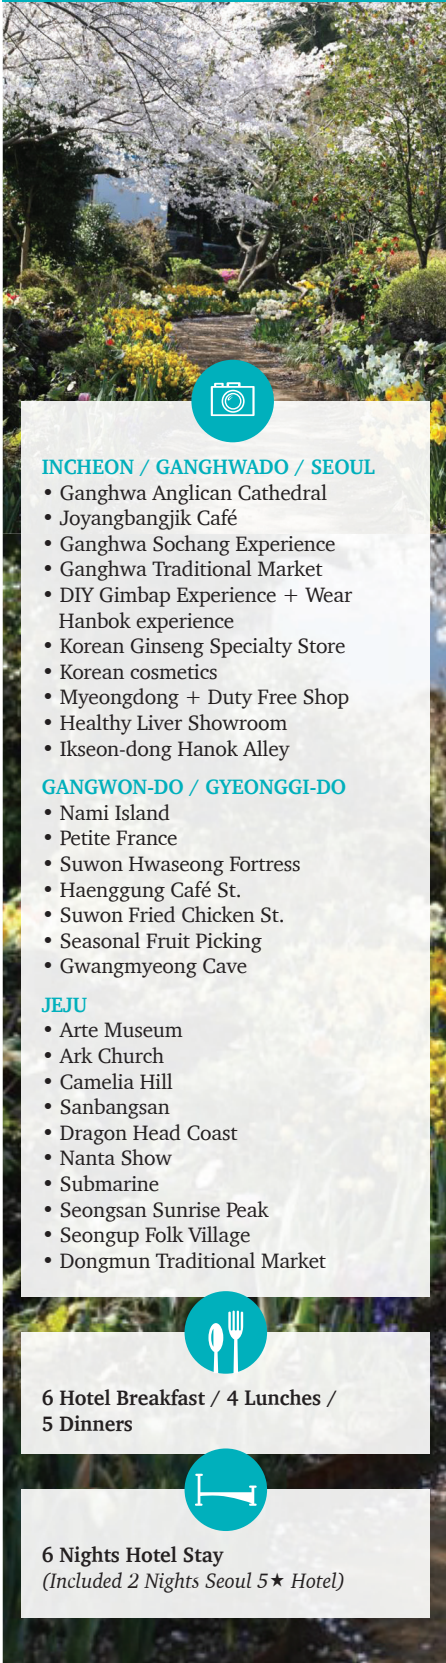 INCHEON / GANGHWADO / SEOUL
• Ganghwa Anglican Cathedral
• Joyangbangjik Café
• Ganghwa Sochang Experience
• Ganghwa Traditional Market
• DIY Gimbap Experience + Wear
Hanbok experience
• Korean Ginseng Specialty Store
• Korean cosmetics
• Myeongdong + Duty Free Shop
• Healthy Liver Showroom
• Ikseon-dong Hanok Alley
GANGWON-DO / GYEONGGI-DO
• Nami Island
• Petite France
• Suwon Hwaseong Fortress
• Haenggung Café St.
• Suwon Fried Chicken St.
• Seasonal Fruit Picking
• Gwangmyeong Cave
JEJU
• Arte Museum
• Ark Church
• Camelia Hill
• Sanbangsan
• Dragon Head Coast
• Nanta Show
• Submarine
• Seongsan Sunrise Peak
• Seongup Folk Village
• Dongmun Traditional Market
6 Hotel Breakfast / 4 Lunches /
5 Dinners
6 Nights Hotel Stay
(Included 2 Nights Seoul 5★ Hotel)